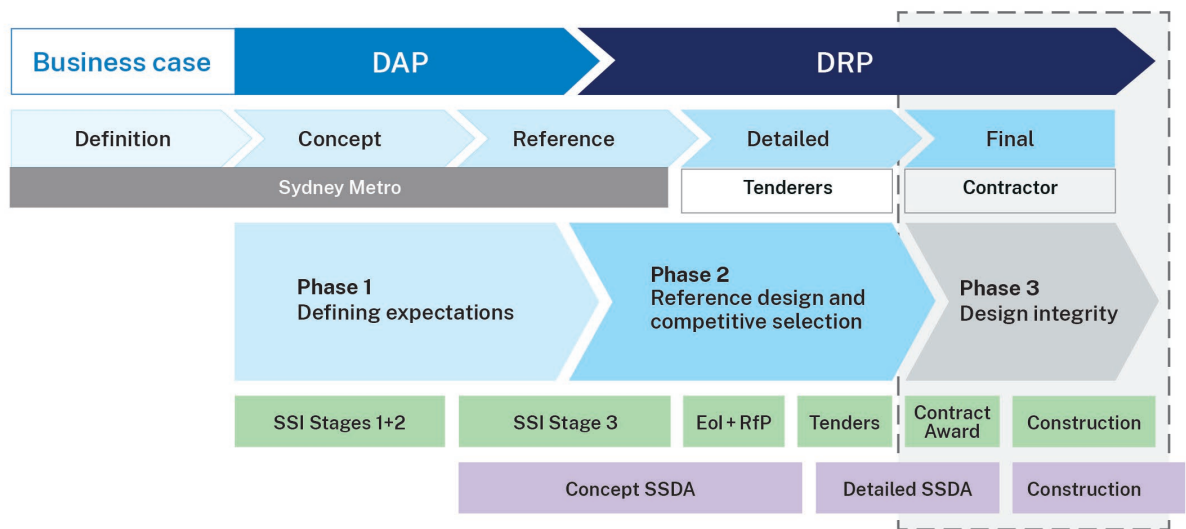 Business case
DAP
DRP
Definition
Concept
Reference
Detailed
Final
Sydney Metro
Tenderers
Contractor
Phase 1
Defining expectations
Phase 2
Reference design and
competitive selection
Phase 3
Design integrity
SSI Stages 1+2
SSI Stage 3
EoI + RfP
Tenders
Contract
Award
Construction
Concept SSDA
Detailed SSDA
Construction